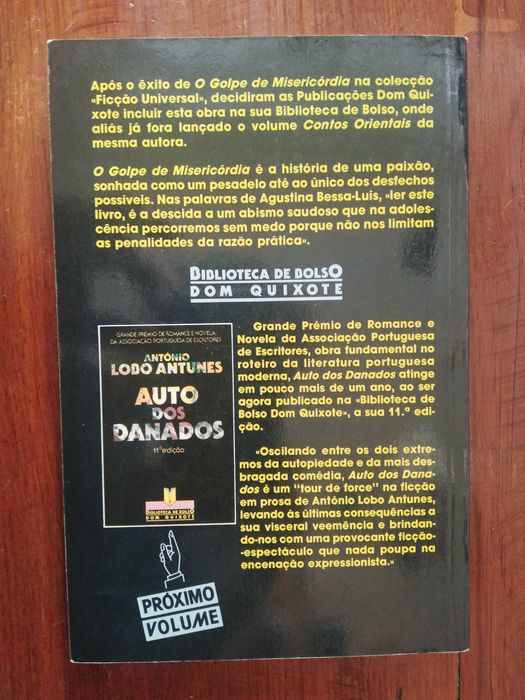 Após o êxito de O Golpe de Misericórdia na colecção
«Ficção Universal», decidiram as Publicações Dom Qui-
xote incluir esta obra na sua Biblioteca de Bolso, onde
aliás já fora lançado o volume Contos Orientais da
mesma autora.
O Golpe de Misericórdia é a história de uma paixão,
sonhada como um pesadelo até ao único dos desfechos
possíveis. Nas palavras de Agustina Bessa-Luís, «ler este
livro, é a descida a um abismo saudoso que na adoles-
cência percorremos sem medo porque não nos limitam
as penalidades da razão prática».
BIBLIOTECA DE BOLSO
DOM QUIXOTE
GRANDE PRÉMIO DE ROMANCE E NOVELA
DA ASSOCIAÇÃO PORTUGUESA DE ESCRITORES
ANTÓNIO
LOBO ANTUNES
AUTO
DOS
DANADOS
11ª edição
BIBLIOTECA DE BOLSO
DOM QUIXOTE
Grande Prémio de Romance e
Novela da Associação Portuguesa
de Escritores, obra fundamental no
roteiro da literatura portuguesa
moderna, Auto dos Danados atinge
em pouco mais de um ano, ao ser
agora publicado na «Biblioteca de
Bolso Dom Quixote», a sua 11.ª edi-
ção.
«Oscilando entre os dois extre-
mos da autopiedade e da mais des-
bragada comédia, Auto dos Dana-
dos é um "tour de force" na ficção
em prosa de António Lobo Antunes,
levando às últimas consequências a
sua visceral veemência e brindan-
do-nos com uma provocante ficção-
-espectáculo que nada poupa na
encenação expressionista.»
PRÓXIMO
VOLUME